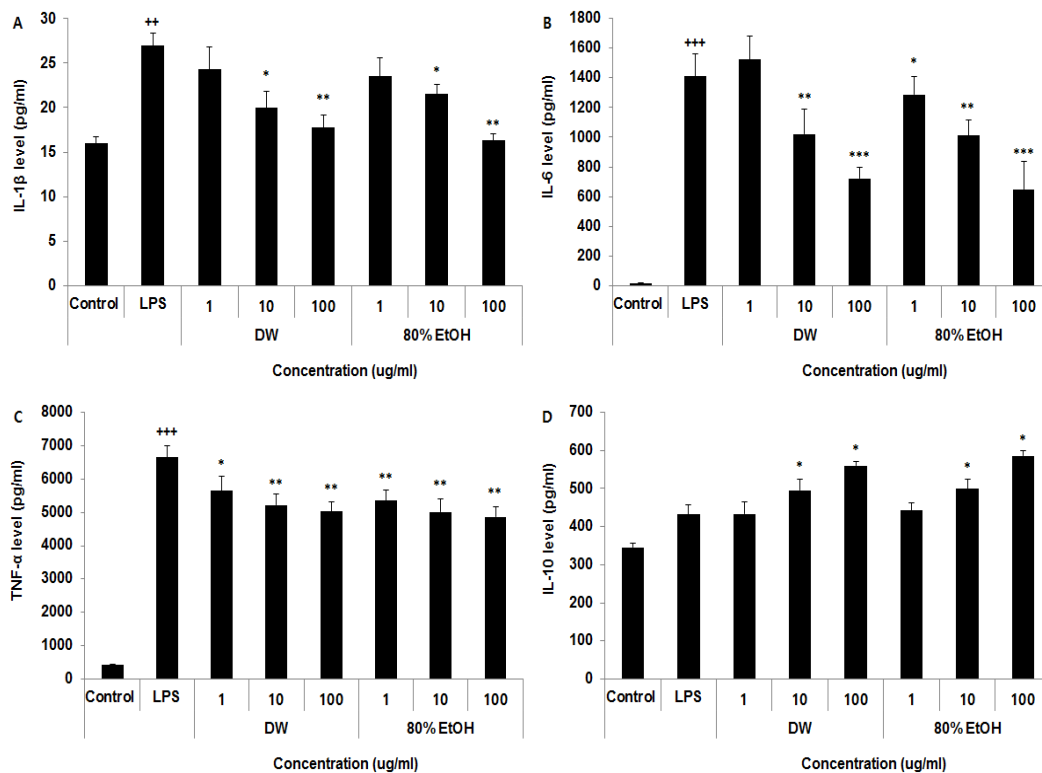 A
IL-1β level (pg/ml)
30
25
20
15
10
5
0
++
*
**
*
**
Control LPS 1 10 100 1 10 100
DW 80% EtOH
Concentration (ug/ml)
B
IL-6 level (pg/ml)
1800
1600
1400
1200
1000
800
600
400
200
0
+++
**
***
*
**
***
Control LPS 1 10 100 1 10 100
DW 80% EtOH
Concentration (ug/ml)
C
TNF-α level (pg/ml)
8000
7000
6000
5000
4000
3000
2000
1000
0
+++
*
**
**
**
**
**
Control LPS 1 10 100 1 10 100
DW 80% EtOH
Concentration (ug/ml)
D
IL-10 level (pg/ml)
700
600
500
400
300
200
100
0
*
*
*
*
Control LPS 1 10 100 1 10 100
DW 80% EtOH
Concentration (ug/ml)